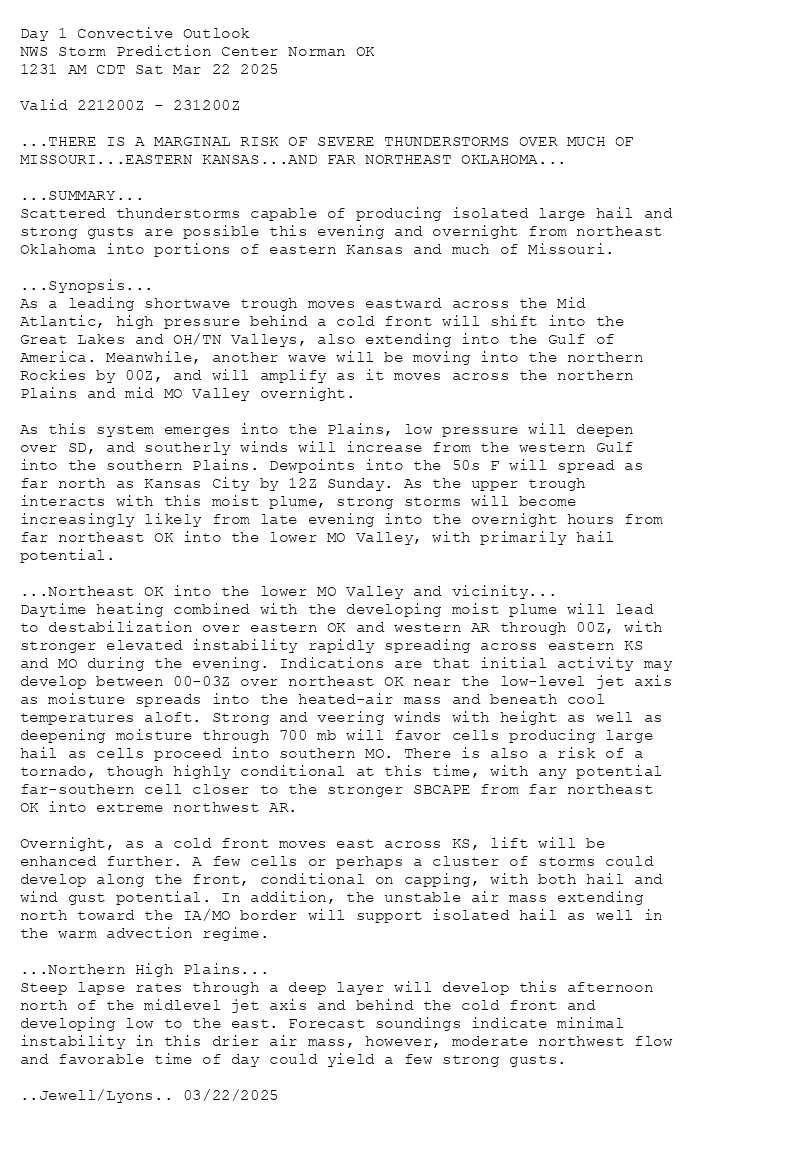 Day 1 Convective Outlook
NWS Storm Prediction Center Norman OK
1231 AM CDT Sat Mar 22 2025
Valid 221200Z - 231200Z
...THERE IS A MARGINAL RISK OF SEVERE THUNDERSTORMS OVER MUCH OF
MISSOURI...EASTERN KANSAS...AND FAR NORTHEAST OKLAHOMA...
...SUMMARY...
Scattered thunderstorms capable of producing isolated large hail and
strong gusts are possible this evening and overnight from northeast
Oklahoma into portions of eastern Kansas and much of Missouri.
...Synopsis...
As a leading shortwave trough moves eastward across the Mid
Atlantic, high pressure behind a cold front will shift into the
Great Lakes and OH/TN Valleys, also extending into the Gulf of
America. Meanwhile, another wave will be moving into the northern
Rockies by 00Z, and will amplify as it moves across the northern
Plains and mid MO Valley overnight.
As this system emerges into the Plains, low pressure will deepen
over SD, and southerly winds will increase from the western Gulf
into the southern Plains. Dewpoints into the 50s F will spread as
far north as Kansas City by 12Z Sunday. As the upper trough
interacts with this moist plume, strong storms will become
increasingly likely from late evening into the overnight hours from
far northeast OK into the lower MO Valley, with primarily hail
potential.
...Northeast OK into the lower MO Valley and vicinity...
Daytime heating combined with the developing moist plume will lead
to destabilization over eastern OK and western AR through 00Z, with
stronger elevated instability rapidly spreading across eastern KS
and MO during the evening. Indications are that initial activity may
develop between 00-03Z over northeast OK near the low-level jet axis
as moisture spreads into the heated-air mass and beneath cool
temperatures aloft. Strong and veering winds with height as well as
deepening moisture through 700 mb will favor cells producing large
hail as cells proceed into southern MO. There is also a risk of a
tornado, though highly conditional at this time, with any potential
far-southern cell closer to the stronger SBCAPE from far northeast
OK into extreme northwest AR.
Overnight, as a cold front moves east across KS, lift will be
enhanced further. A few cells or perhaps a cluster of storms could
develop along the front, conditional on capping, with both hail and
wind gust potential. In addition, the unstable air mass extending
north toward the IA/MO border will support isolated hail as well in
the warm advection regime.
...Northern High Plains...
Steep lapse rates through a deep layer will develop this afternoon
north of the midlevel jet axis and behind the cold front and
developing low to the east. Forecast soundings indicate minimal
instability in this drier air mass, however, moderate northwest flow
and favorable time of day could yield a few strong gusts.
..Jewell/Lyons.. 03/22/2025